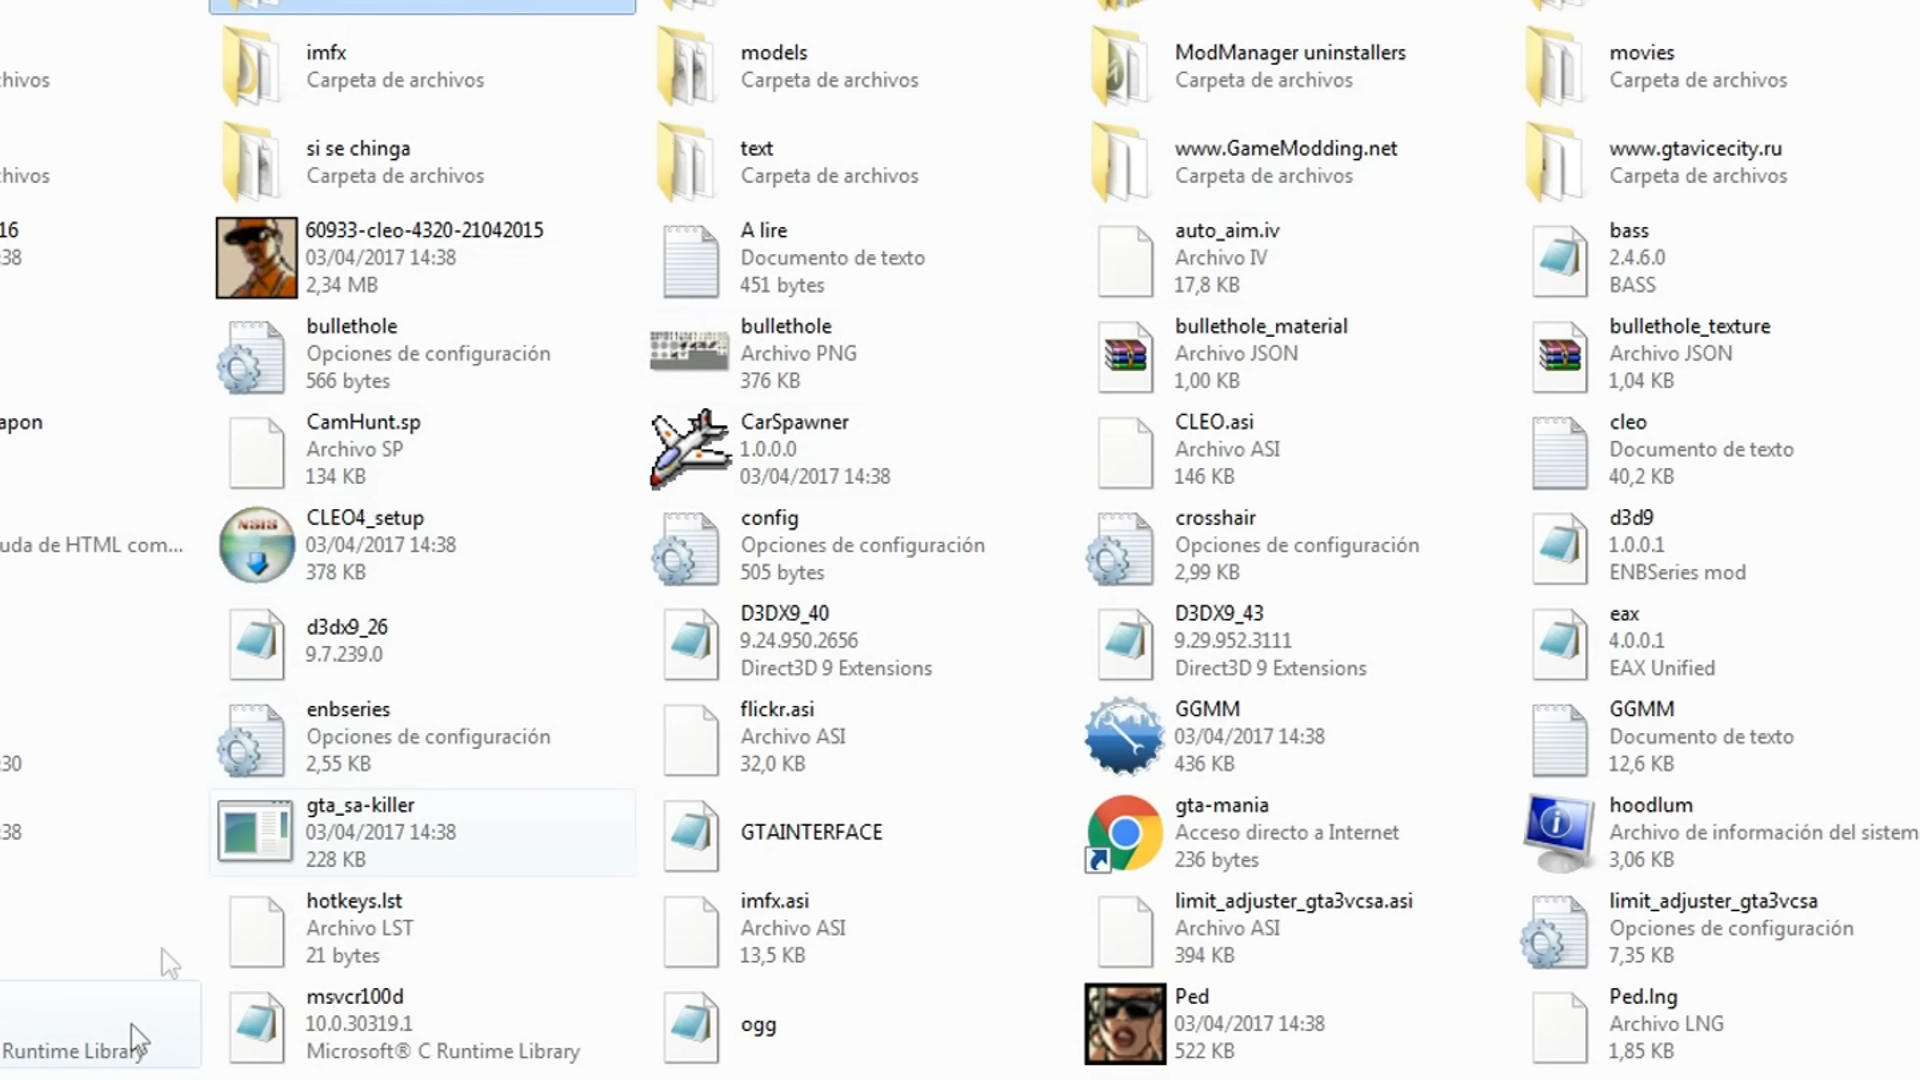 imfx
Carpeta de archivos
models
Carpeta de archivos
ModManager uninstallers
Carpeta de archivos
movies
Carpeta de archivos
hivos
si se chinga
Carpeta de archivos
text
Carpeta de archivos
www.GameModding.net
Carpeta de archivos
www.gtavicecity.ru
Carpeta de archivos
hivos
16
:38
60933-cleo-4320-21042015
03/04/2017 14:38
2,34 MB
A lire
Documento de texto
451 bytes
auto_aim.iv
Archivo IV
17,8 KB
bass
2.4.6.0
BASS
bullethole
Opciones de configuración
566 bytes
bullethole
Archivo PNG
376 KB
bullethole_material
Archivo JSON
1,00 KB
bullethole_texture
Archivo JSON
1,04 KB
apon
CamHunt.sp
Archivo SP
134 KB
CarSpawner
1.0.0.0
03/04/2017 14:38
CLEO.asi
Archivo ASI
146 KB
cleo
Documento de texto
40,2 KB
uda de HTML com...
NSIS
CLEO4_setup
03/04/2017 14:38
378 KB
config
Opciones de configuración
505 bytes
crosshair
Opciones de configuración
2,99 KB
d3d9
1.0.0.1
ENBSeries mod
d3dx9_26
9.7.239.0
D3DX9_40
9.24.950.2656
Direct3D 9 Extensions
D3DX9_43
9.29.952.3111
Direct3D 9 Extensions
eax
4.0.0.1
EAX Unified
:30
enbseries
Opciones de configuración
2,55 KB
flickr.asi
Archivo ASI
32,0 KB
GGMM
03/04/2017 14:38
436 KB
GGMM
Documento de texto
12,6 KB
:38
gta_sa-killer
03/04/2017 14:38
228 KB
GTAINTERFACE
gta-mania
Acceso directo a Internet
236 bytes
hoodlum
Archivo de información del sistem
3,06 KB
hotkeys.lst
Archivo LST
21 bytes
imfx.asi
Archivo ASI
13,5 KB
limit_adjuster_gta3vcsa.asi
Archivo ASI
394 KB
limit_adjuster_gta3vcsa
Opciones de configuración
7,35 KB
Runtime Library
msvcr100d
10.0.30319.1
Microsoft® C Runtime Library
ogg
Ped
03/04/2017 14:38
522 KB
Ped.lng
Archivo LNG
1,85 KB